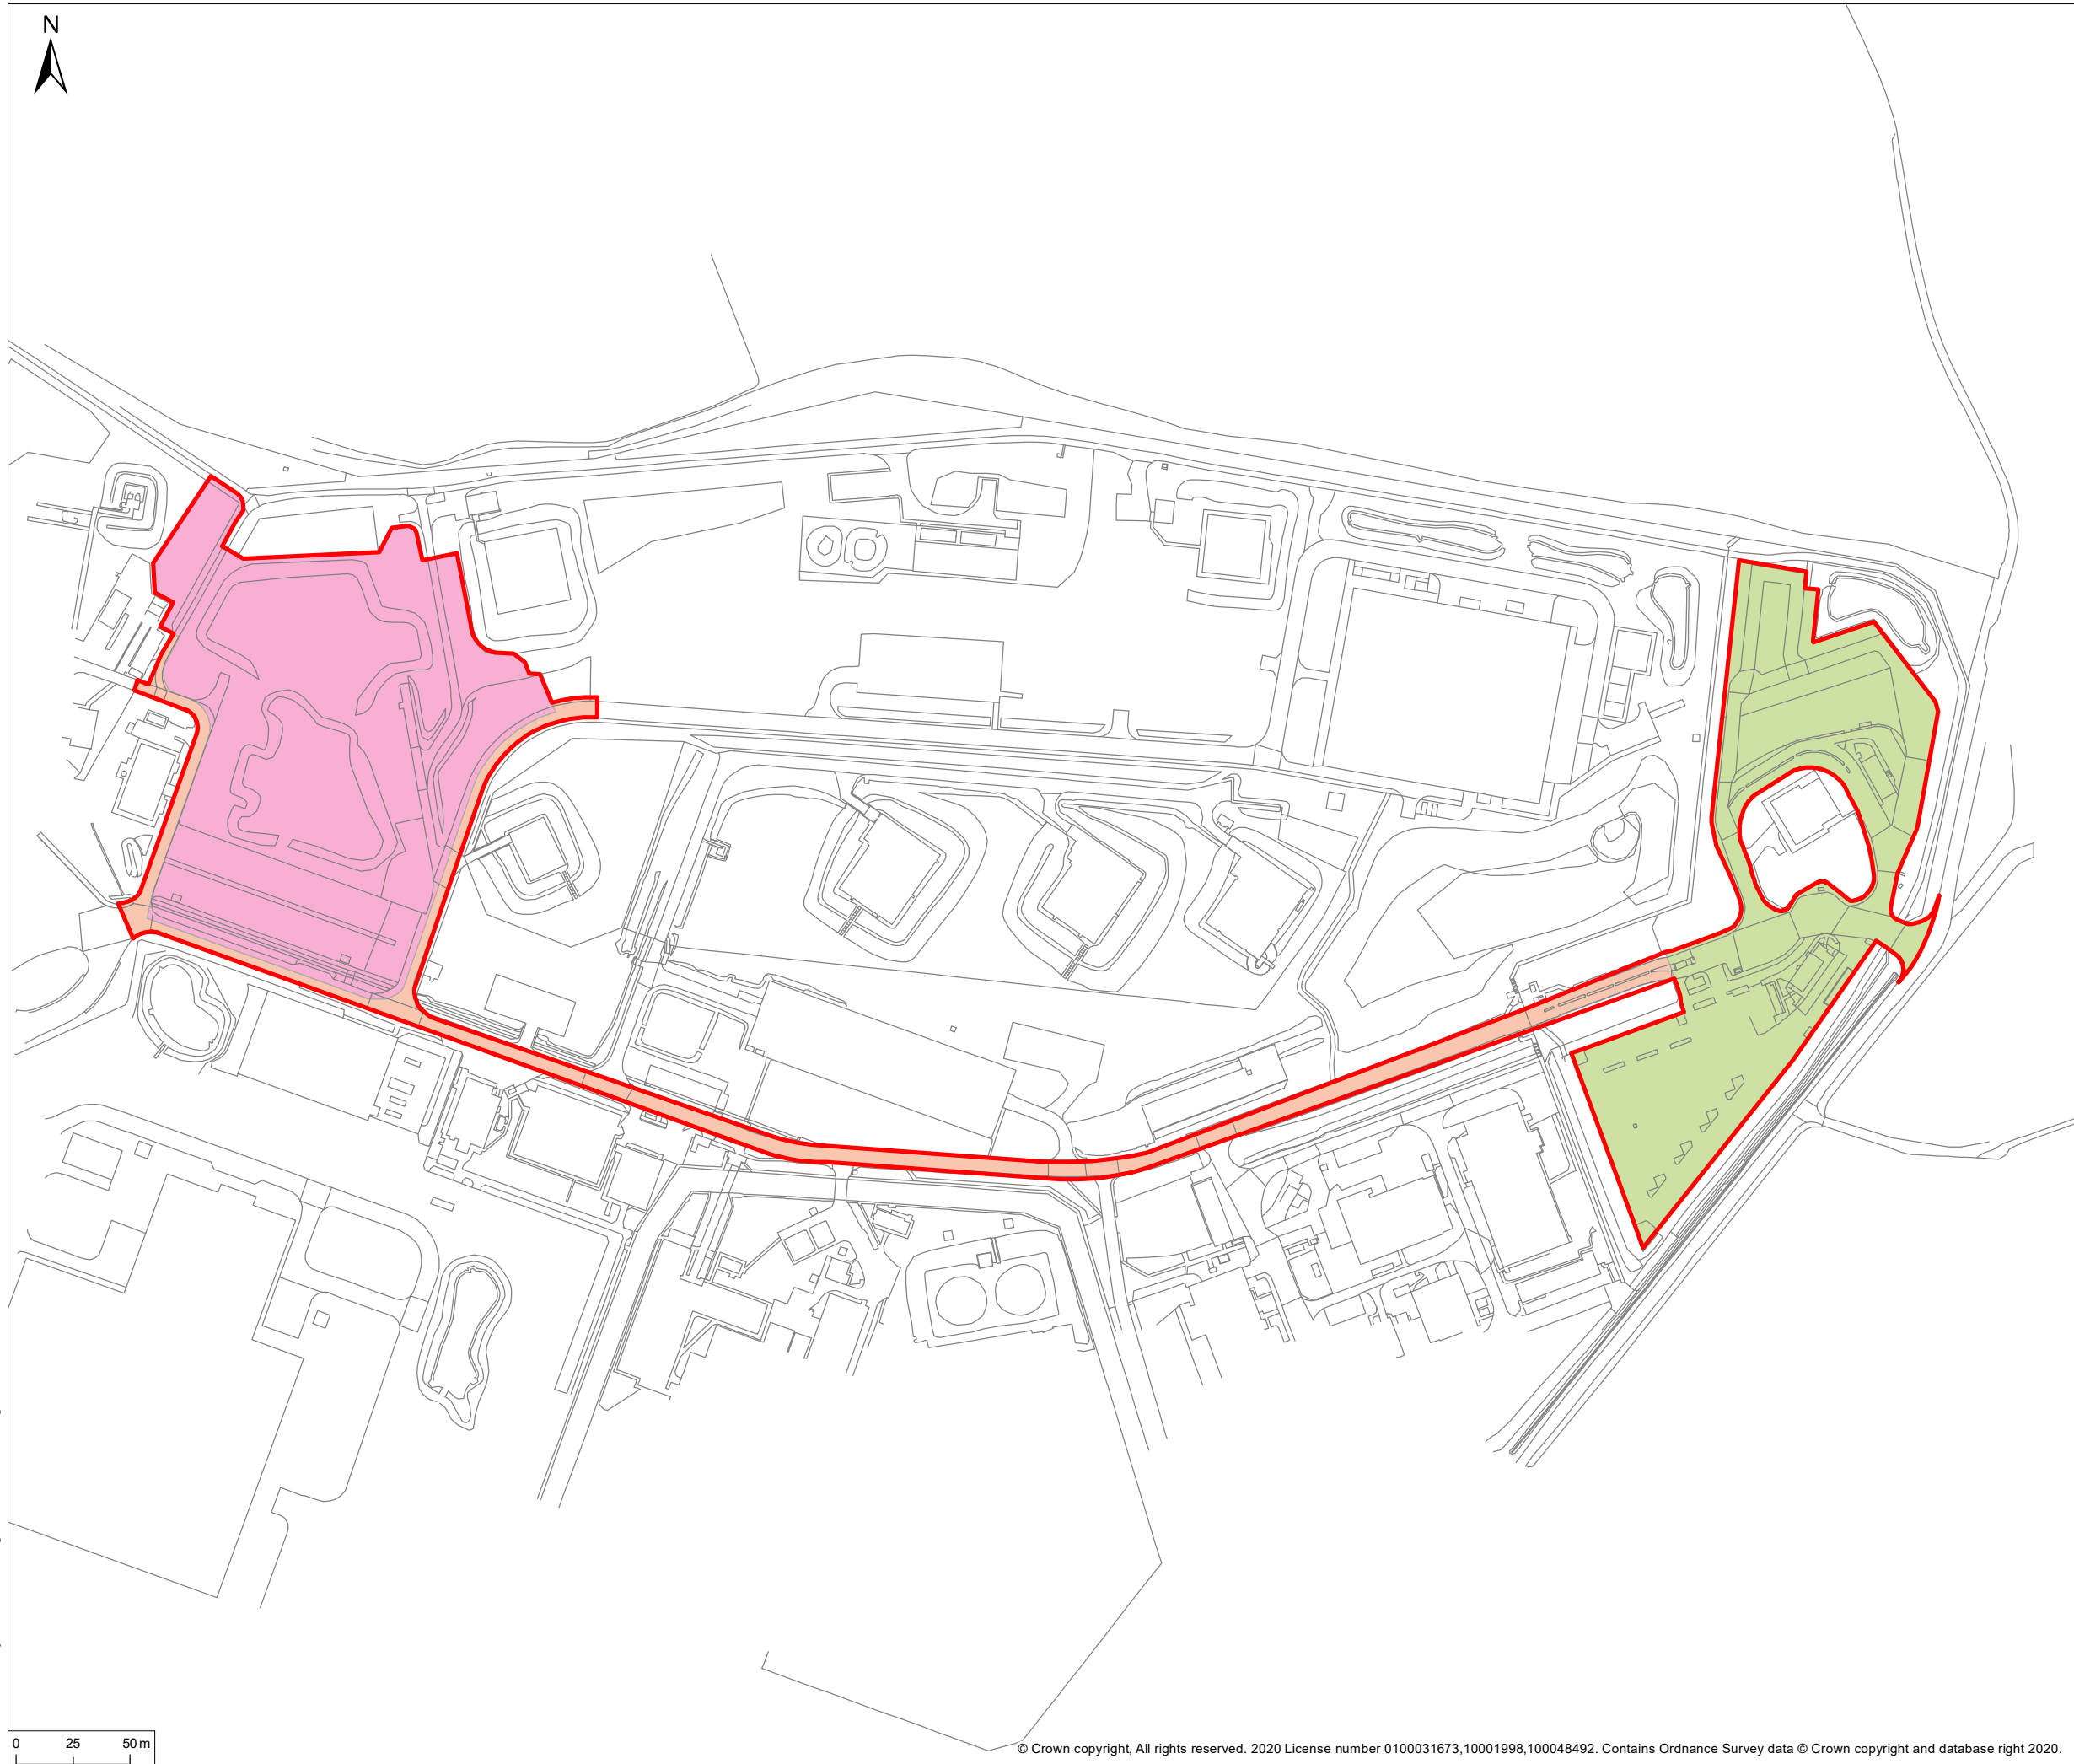 N
0 25 50 m
© Crown copyright, All rights reserved. 2020 License number 0100031673,10001998,100048492. Contains Ordnance Survey data © Crown copyright and database right 2020.